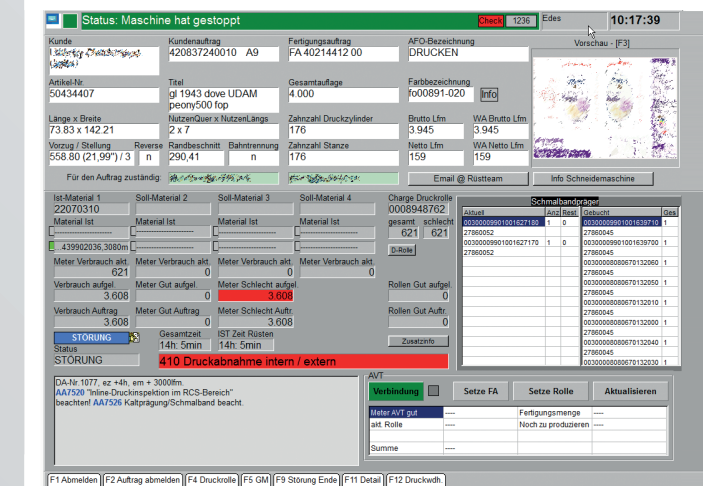 Status: Maschine hat gestoppt Check 1236 Edes 10:17:39
Kunde Kundenauftrag Fertigungsauftrag AFO-Bezeichnung Vorschau - [F3]
420837240010 A9 FA 40214412 00 DRUCKEN
Artikel-Nr. Titel Gesamtauflage Farbbezeichnung
50434407 gl 1943 dove UDAM 4.000 fo00891-020 Info
peony500 fop
Länge x Breite NutzenQuer x NutzenLängs Zahnzahl Druckzylinder Brutto Lfm WA Brutto Lfm
73.83 x 142.21 2 x 7 176 3.945 3.945
Vorzug / Stellung Reverse Randbeschnitt Bahntrennung Zahnzahl Stanze Netto Lfm WA Netto Lfm
558.80 (21,99") / 3 n 290,41 n 176 159 159
Für den Auftrag zuständig: Email @ Rüstteam Info Schneidemaschine
Ist-Material 1 Soll-Material 2 Soll-Material 3 Soll-Material 4 Charge Druckrolle Schmalbandpräger
22070310 0008948762
Material Ist Material Ist Material Ist Material Ist gesamt schlecht
621 621
...439902036,3080m D-Rolle
Meter Verbrauch akt. Meter Verbrauch akt. Meter Verbrauch akt. Meter Verbrauch akt.
621 0 0 0
Verbrauch aufgel. Meter Gut aufgel. Meter Schlecht aufgel. Rollen Gut aufgel.
3.608 0 3.608 0
Verbrauch Auftrag Meter Gut Auftrag Meter Schlecht Auftr. Rollen Gut Auftr.
3.608 0 3.608 0
STÖRUNG Gesamtzeit IST Zeit Rüsten Zusatzinfo
14h: 5min 14h: 5min
Status
STÖRUNG 410 Druckabnahme intern / extern
Aktuell Anz Rest Gebucht Ges
00300009901001627180 1 0 00300009901001639710 1
27860052 27860045
00300009901001627170 1 0 00300009901001639700 1
27860052 27860045
00300008080670132060 1
27860045
00300008080670132050 1
27860045
00300008080670132010 1
27860045
00300008080670132000 1
27860045
00300008080670132040 1
27860045
00300008080670132030 1
DA-Nr.1077, ez +4h, em + 3000lfm.
AA7520 "Inline-Druckinspektion im RCS-Bereich"
beachten! AA7526 Kaltprägung/Schmalband beacht.
AVT
Verbindung Setze FA Setze Rolle Aktualisieren
Meter AVT gut ---- Fertigungsmenge ----
akt. Rolle ---- Noch zu produzieren ----
Summe ----
F1 Abmelden F2 Auftrag abmelden F4 Druckrolle F5 GM F9 Störung Ende F11 Detail F12 Druckwdh.